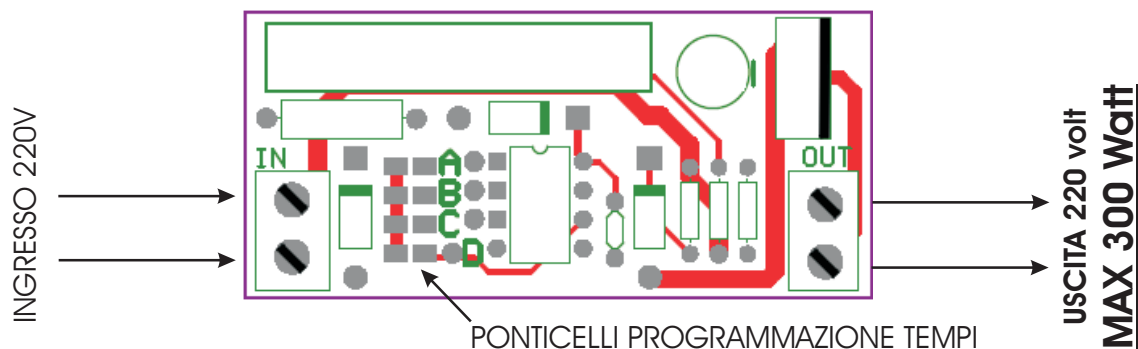 INGRESSO 220V
IN
A
B
C
D
OUT
USCITA 220 volt
MAX 300 Watt
PONTICELLI PROGRAMMAZIONE TEMPI